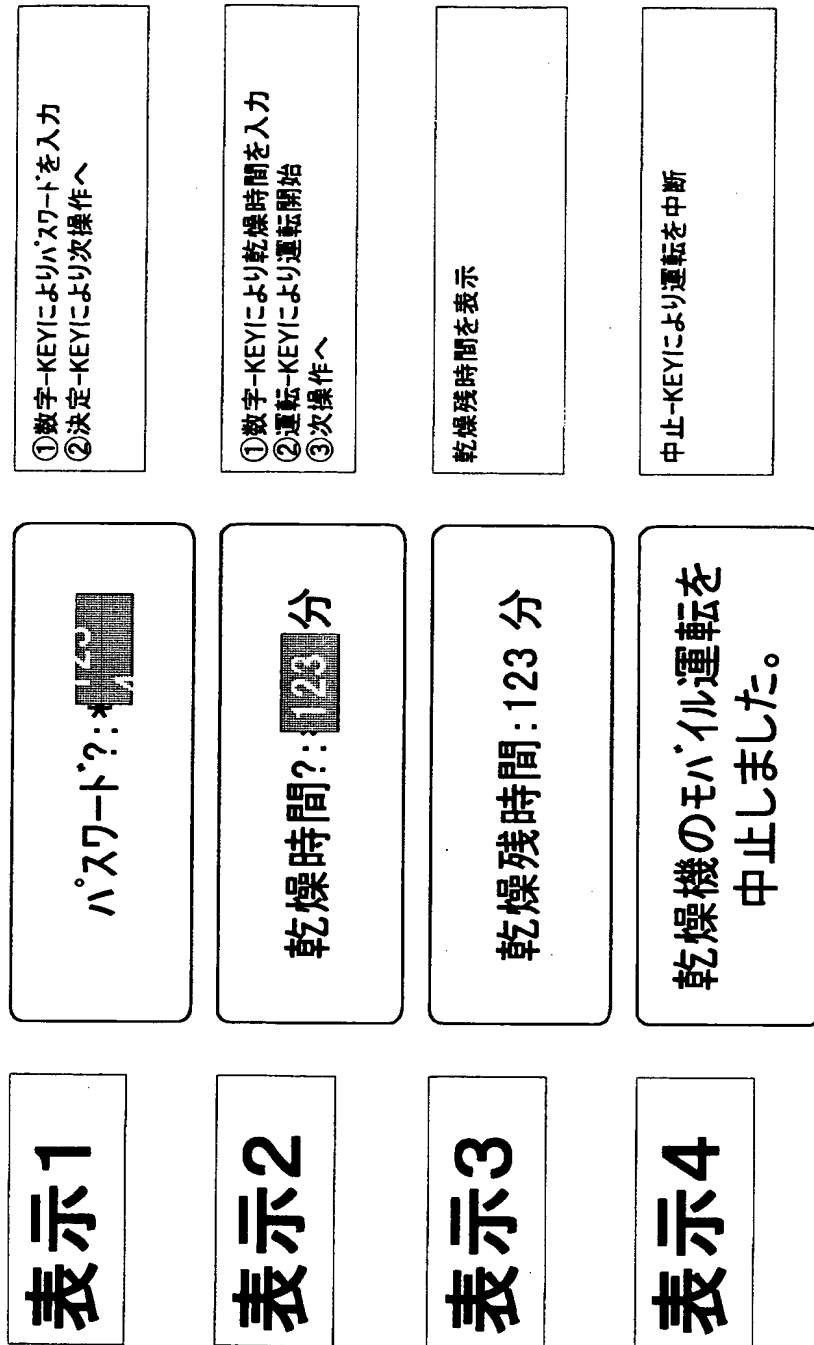 表示1
パスワード?:*
123
①数字-KEYによりパスワードを入力
②決定-KEYにより次操作へ
表示2
乾燥時間?:123 分
①数字-KEYにより乾燥時間を入力
②運転-KEYにより運転開始
③次操作へ
表示3
乾燥残時間:123 分
乾燥残時間を表示
表示4
乾燥機のモバイル運転を
中止しました。
中止-KEYにより運転を中断